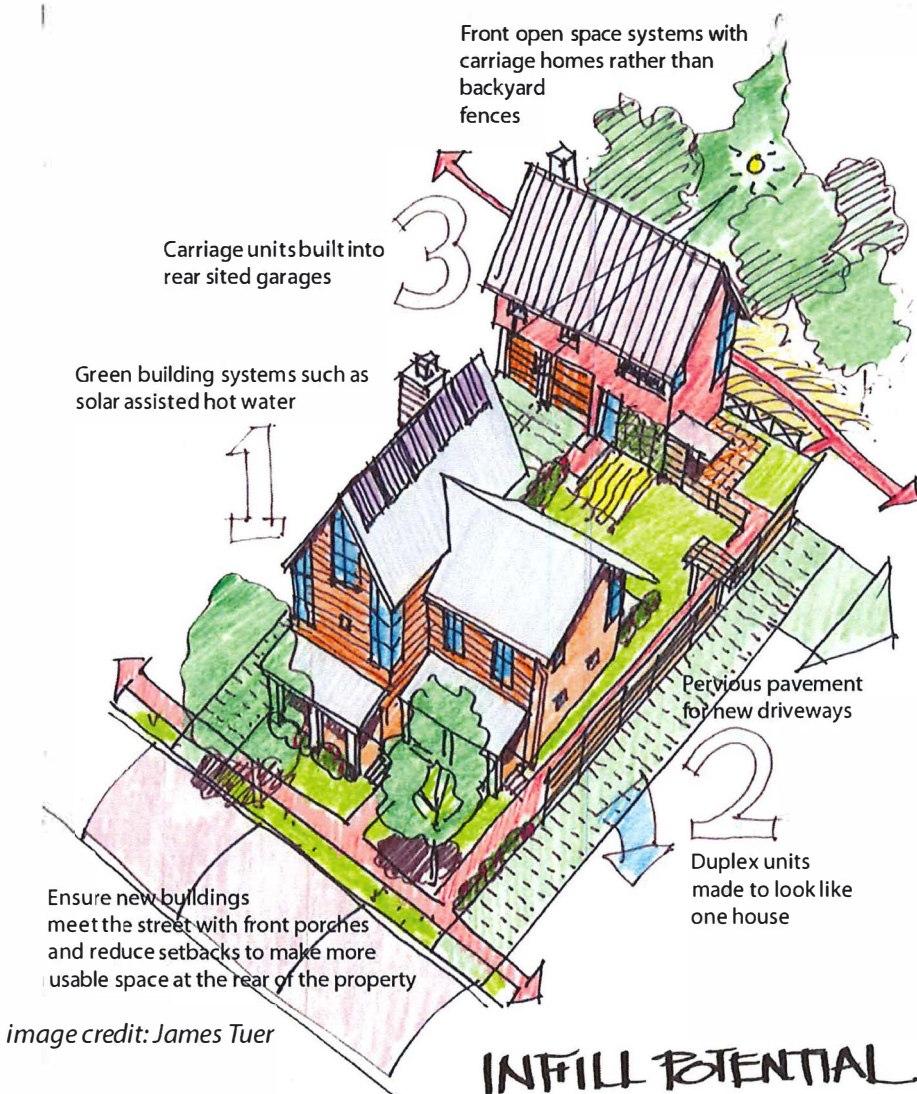 Front open space systems with
carriage homes rather than
backyard
fences
3
Carriage units built into
rear sited garages
Green building systems such as
solar assisted hot water
1
Pervious pavement
for new driveways
2
Duplex units
made to look like
one house
Ensure new buildings
meet the street with front porches
and reduce setbacks to make more
usable space at the rear of the property
image credit: James Tuer
INFILL POTENTIAL